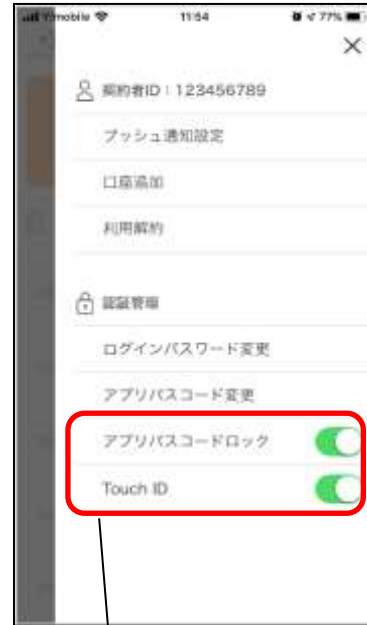 Y!mobile 11:54 77%
契約者ID：123456789
プッシュ通知設定
口座追加
利用解約
認証管理
ログインパスワード変更
アプリパスコード変更
アプリパスコードロック
Touch ID